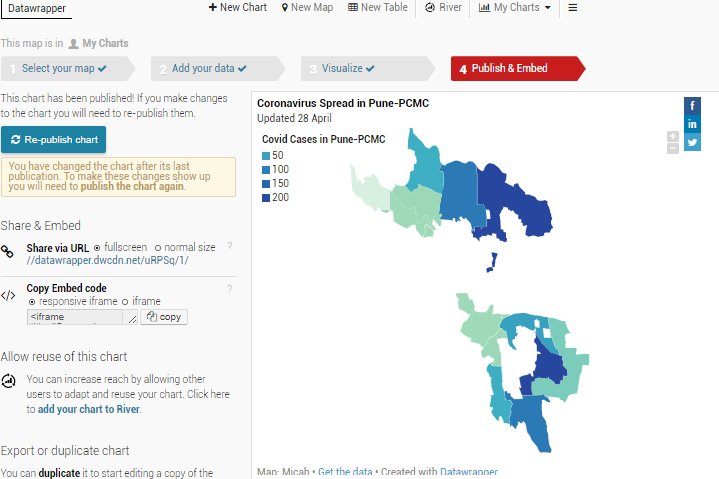 Datawrapper
New Chart
New Map
New Table
River
My Charts
This map is in My Charts
1 Select your map
2 Add your data
3 Visualize
4 Publish & Embed
This chart has been published! If you make changes
to the chart you will need to re-publish them.
Re-publish chart
You have changed the chart after its last
publication. To make these changes show up
you will need to publish the chart again.
Share & Embed
Share via URL fullscreen normal size ?
//datawrapper.dwcdn.net/uRPSq/1/
Copy Embed code ?
responsive iframe iframe
<iframe
copy
Allow reuse of this chart
You can increase reach by allowing other
users to adapt and reuse your chart. Click here
to add your chart to River.
Export or duplicate chart
You can duplicate it to start editing a copy of the
Coronavirus Spread in Pune-PCMC
Updated 28 April
Covid Cases in Pune-PCMC
50
100
150
200
f
in
+
−
Map: Micah • Get the data • Created with Datawrapper